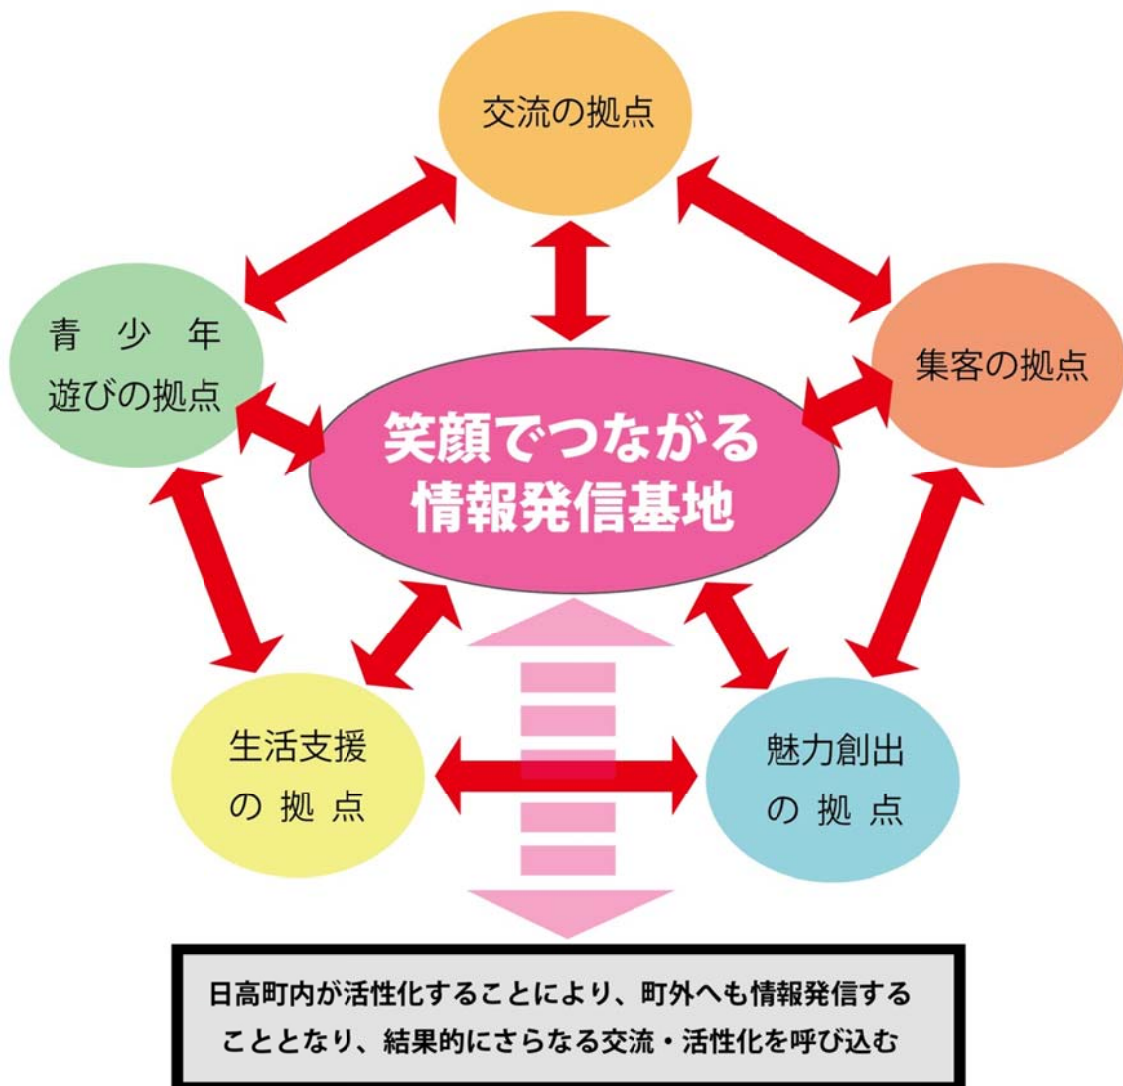 交流の拠点
青少年
遊びの拠点
集客の拠点
笑顔でつながる
情報発信基地
生活支援
の拠点
魅力創出
の拠点
日高町内が活性化することにより、町外へも情報発信する
こととなり、結果的にさらなる交流・活性化を呼び込む